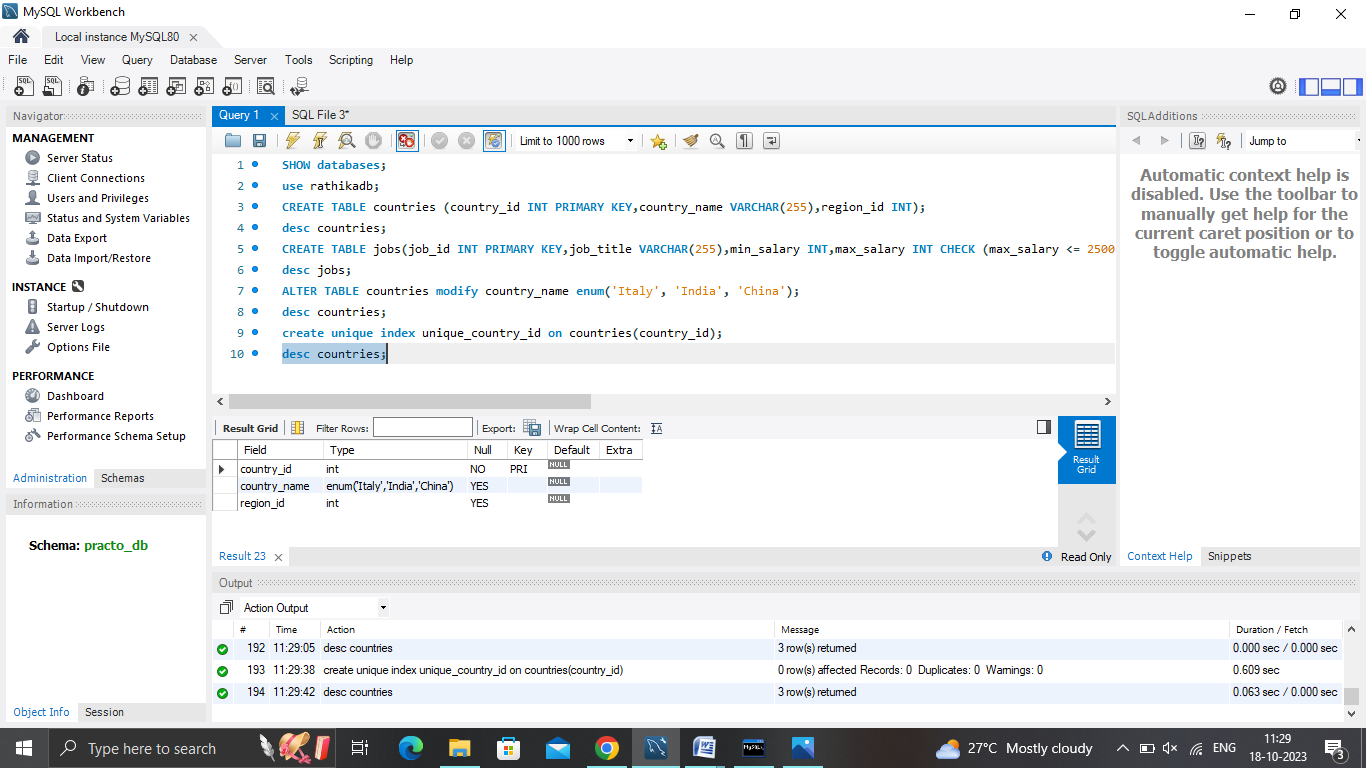 MySQL Workbench
Local instance MySQL80
File Edit View Query Database Server Tools Scripting Help
Navigator
MANAGEMENT
Server Status
Client Connections
Users and Privileges
Status and System Variables
Data Export
Data Import/Restore
INSTANCE
Startup / Shutdown
Server Logs
Options File
PERFORMANCE
Dashboard
Performance Reports
Performance Schema Setup
Administration Schemas
Information
Schema: practo_db
Object Info Session
Query 1 SQL File 3*
Limit to 1000 rows
1 SHOW databases;
2 use rathikadb;
3 CREATE TABLE countries (country_id INT PRIMARY KEY,country_name VARCHAR(255),region_id INT);
4 desc countries;
5 CREATE TABLE jobs(job_id INT PRIMARY KEY,job_title VARCHAR(255),min_salary INT,max_salary INT CHECK (max_salary <= 2500
6 desc jobs;
7 ALTER TABLE countries modify country_name enum('Italy', 'India', 'China');
8 desc countries;
9 create unique index unique_country_id on countries(country_id);
10 desc countries;
Result Grid Filter Rows: Export: Wrap Cell Content:
Field Type Null Key Default Extra
country_id int NO PRI NULL
country_name enum('Italy','India','China') YES NULL
region_id int YES NULL
Result Grid
Result 23
Read Only
Output
Action Output
# Time Action Message Duration / Fetch
192 11:29:05 desc countries 3 row(s) returned 0.000 sec / 0.000 sec
193 11:29:38 create unique index unique_country_id on countries(country_id) 0 row(s) affected Records: 0 Duplicates: 0 Warnings: 0 0.609 sec
194 11:29:42 desc countries 3 row(s) returned 0.063 sec / 0.000 sec
SQLAdditions
Jump to
Automatic context help is
disabled. Use the toolbar to
manually get help for the
current caret position or to
toggle automatic help.
Context Help Snippets
Type here to search
27°C Mostly cloudy
ENG
11:29
18-10-2023
3